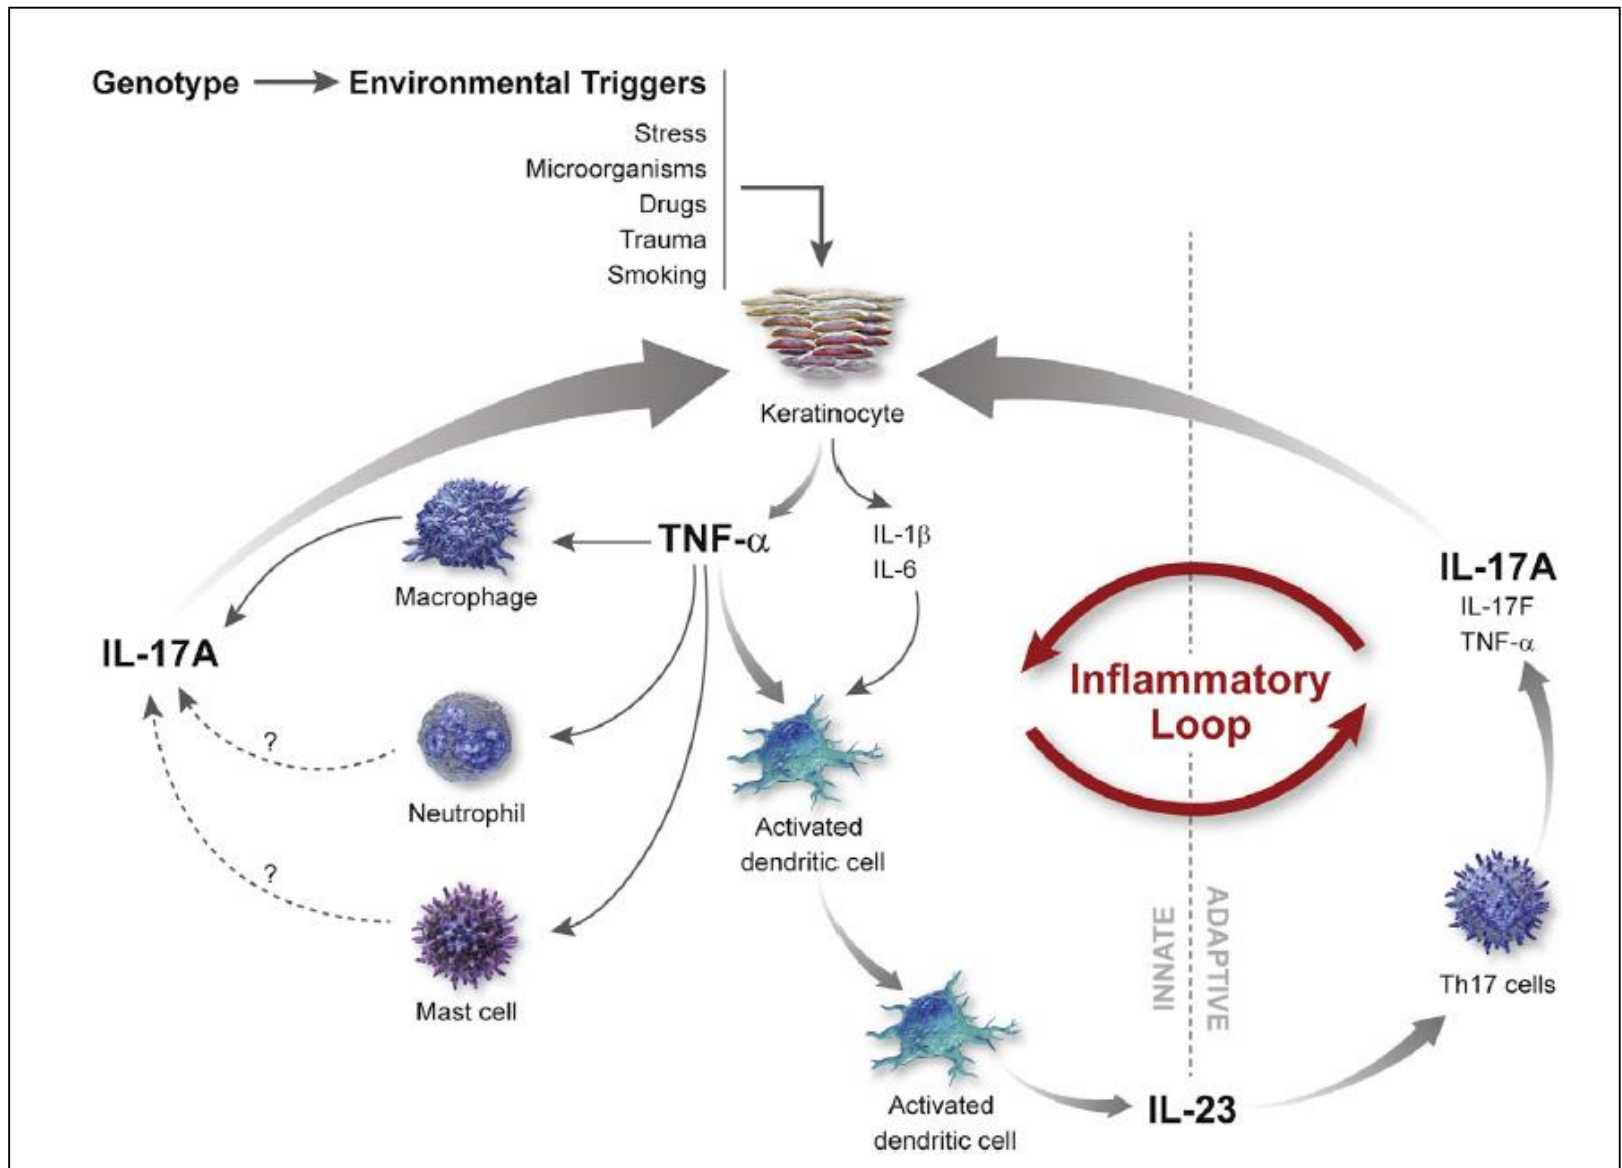 Genotype Environmental Triggers
Stress
Microorganisms
Drugs
Trauma
Smoking
Keratinocyte
TNF-α
IL-1β
IL-6
Macrophage
IL-17A
?
Neutrophil
?
Mast cell
Activated
dendritic cell
Activated
dendritic cell
Inflammatory
Loop
INNATE
ADAPTIVE
IL-23
Th17 cells
IL-17A
IL-17F
TNF-α